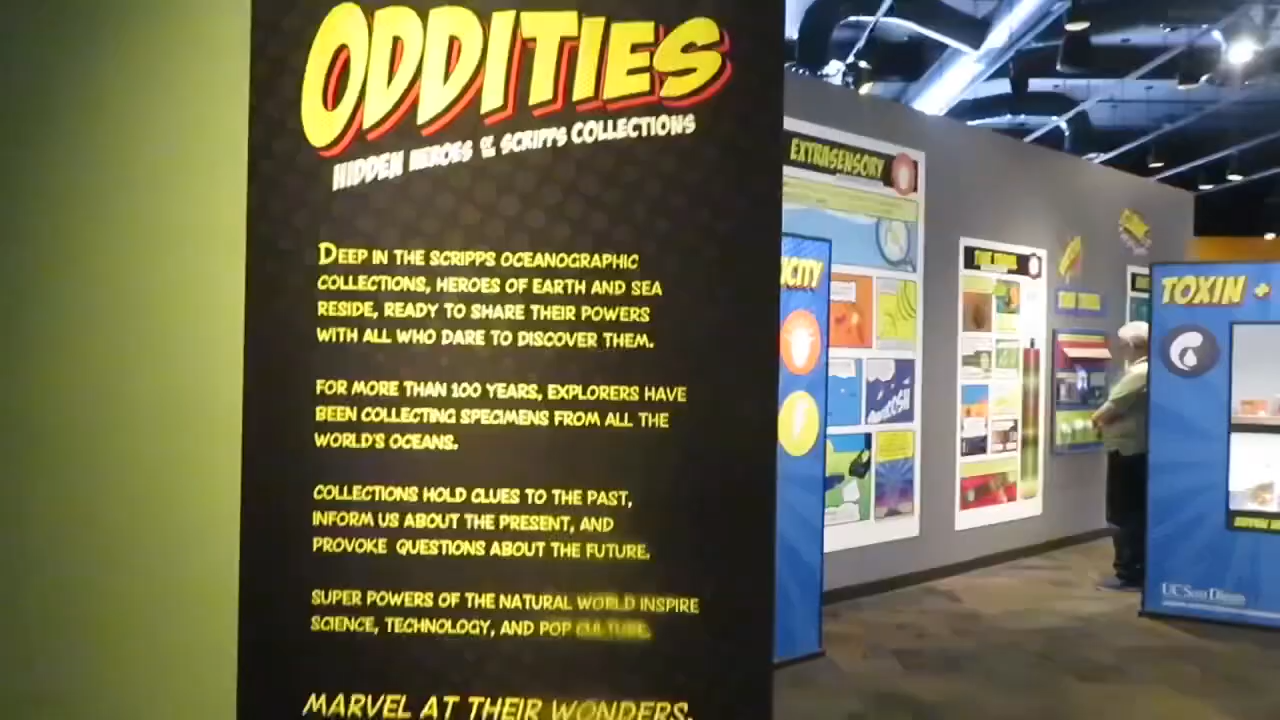 ODDITIES
HIDDEN HEROES OF THE SCRIPPS COLLECTIONS
DEEP IN THE SCRIPPS OCEANOGRAPHIC
COLLECTIONS, HEROES OF EARTH AND SEA
RESIDE, READY TO SHARE THEIR POWERS
WITH ALL WHO DARE TO DISCOVER THEM.
FOR MORE THAN 100 YEARS, EXPLORERS HAVE
BEEN COLLECTING SPECIMENS FROM ALL THE
WORLD'S OCEANS.
COLLECTIONS HOLD CLUES TO THE PAST,
INFORM US ABOUT THE PRESENT, AND
PROVOKE QUESTIONS ABOUT THE FUTURE.
SUPER POWERS OF THE NATURAL WORLD INSPIRE
SCIENCE, TECHNOLOGY, AND POP CULTURE.
MARVEL AT THEIR WONDERS.
EXTRASENSORY
ICITY
TOXIN +
UC San Diego